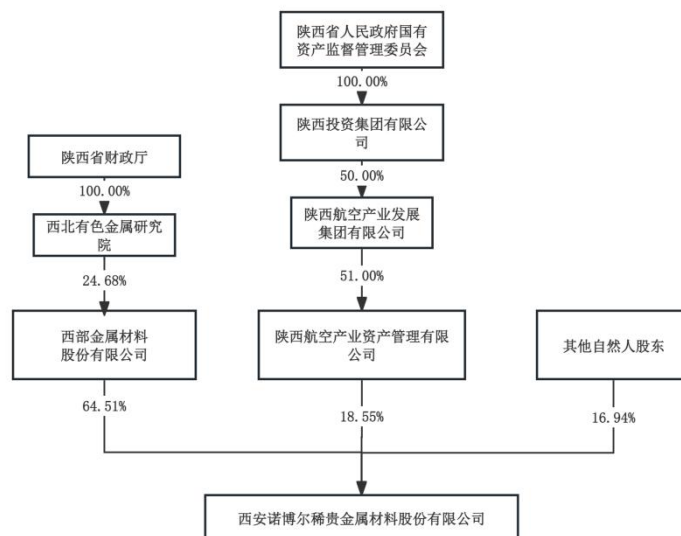 陕西省人民政府国有
资产监督管理委员会
100.00%
陕西投资集团有限公
司
陕西省财政厅
50.00%
100.00%
陕西航空产业发展
集团有限公司
西北有色金属研究
院
24.68%
51.00%
西部金属材料
股份有限公司
陕西航空产业资产管理有限
公司
其他自然人股东
64.51%
18.55%
16.94%
西安诺博尔稀贵金属材料股份有限公司